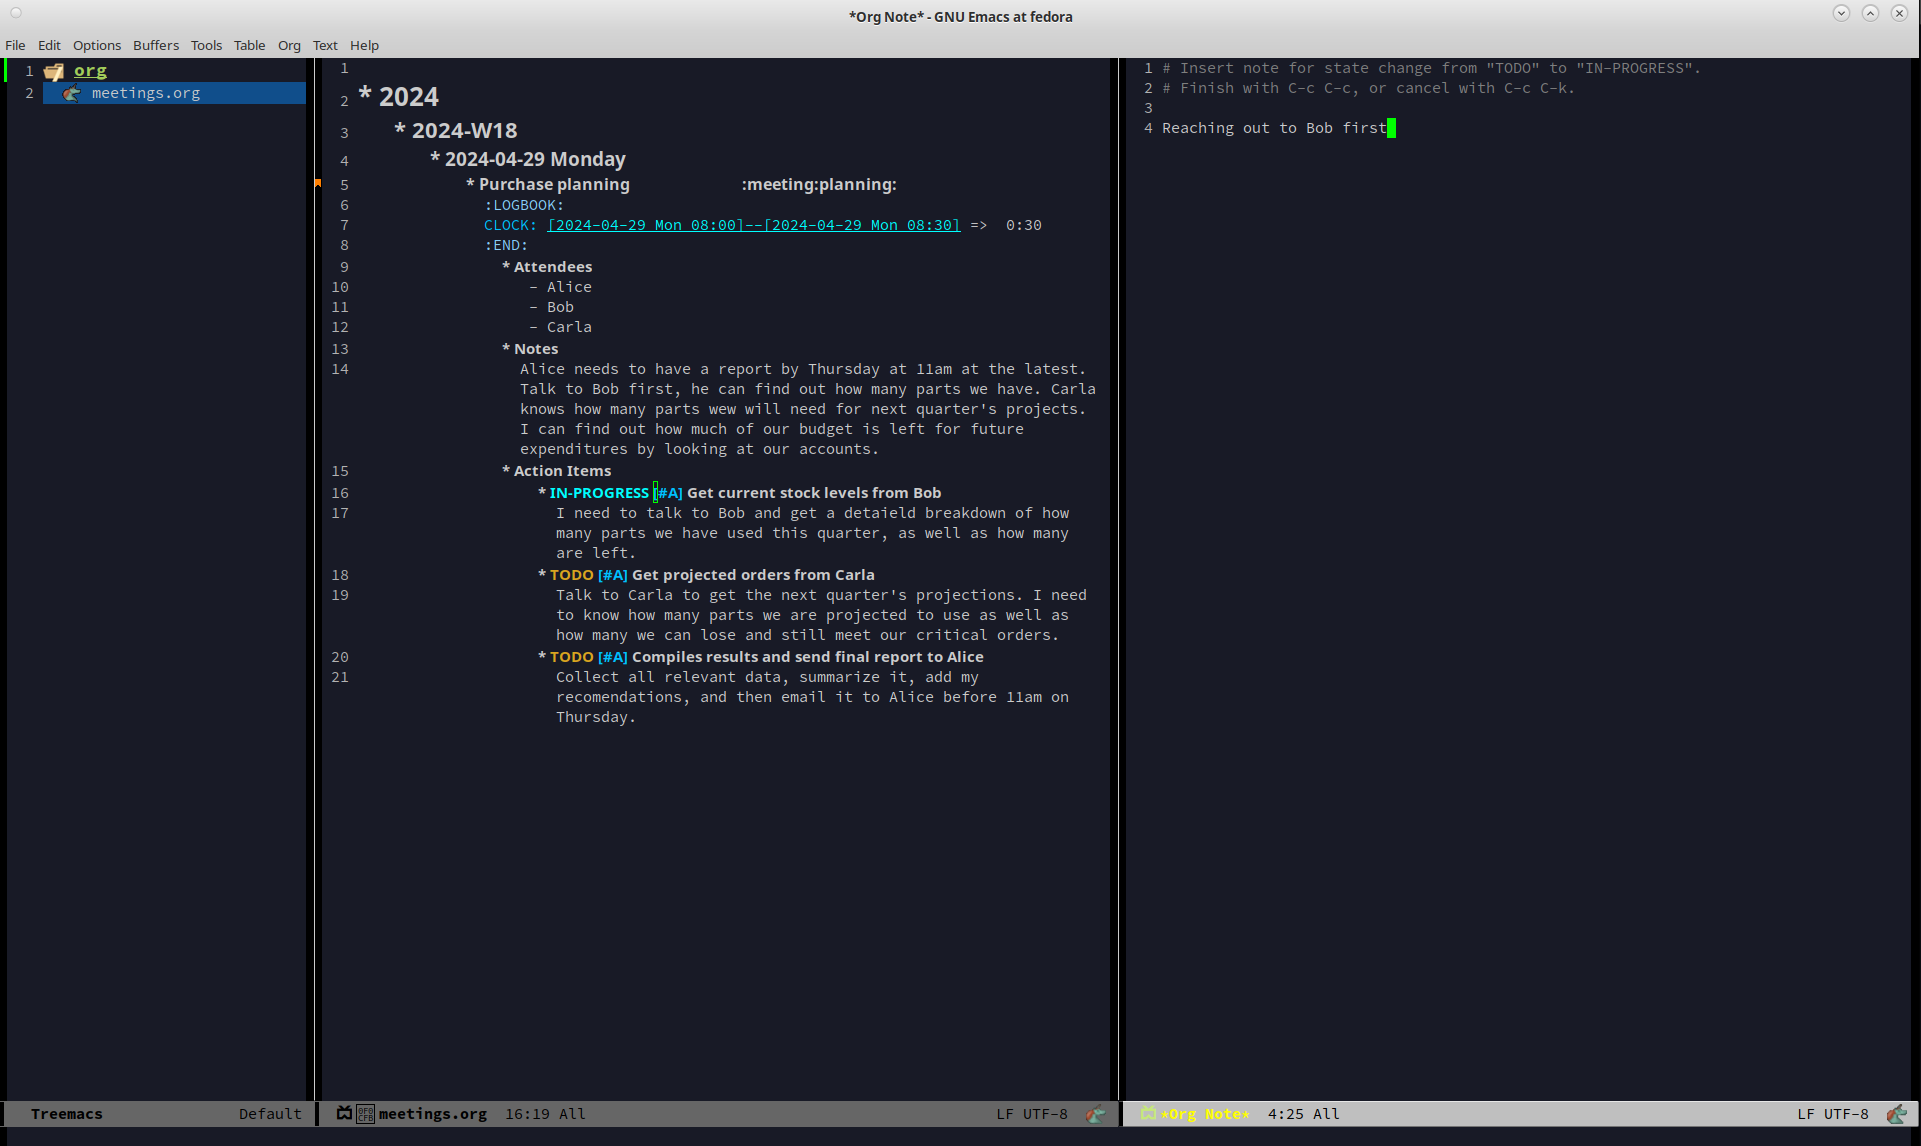 *Org Note* - GNU Emacs at fedora
File Edit Options Buffers Tools Table Org Text Help
1 org
2 meetings.org
1
2 * 2024
3 * 2024-W18
4 * 2024-04-29 Monday
5 * Purchase planning :meeting:planning:
6 :LOGBOOK:
7 CLOCK: [2024-04-29 Mon 08:00]--[2024-04-29 Mon 08:30] => 0:30
8 :END:
9 * Attendees
10 - Alice
11 - Bob
12 - Carla
13 * Notes
14 Alice needs to have a report by Thursday at 11am at the latest.
Talk to Bob first, he can find out how many parts we have. Carla
knows how many parts wew will need for next quarter's projects.
I can find out how much of our budget is left for future
expenditures by looking at our accounts.
15 * Action Items
16 * IN-PROGRESS [#A] Get current stock levels from Bob
17 I need to talk to Bob and get a detaield breakdown of how
many parts we have used this quarter, as well as how many
are left.
18 * TODO [#A] Get projected orders from Carla
19 Talk to Carla to get the next quarter's projections. I need
to know how many parts we are projected to use as well as
how many we can lose and still meet our critical orders.
20 * TODO [#A] Compiles results and send final report to Alice
21 Collect all relevant data, summarize it, add my
recomendations, and then email it to Alice before 11am on
Thursday.
1 # Insert note for state change from "TODO" to "IN-PROGRESS".
2 # Finish with C-c C-c, or cancel with C-c C-k.
3
4 Reaching out to Bob first
Treemacs Default
meetings.org 16:19 All LF UTF-8
*Org Note* 4:25 All LF UTF-8